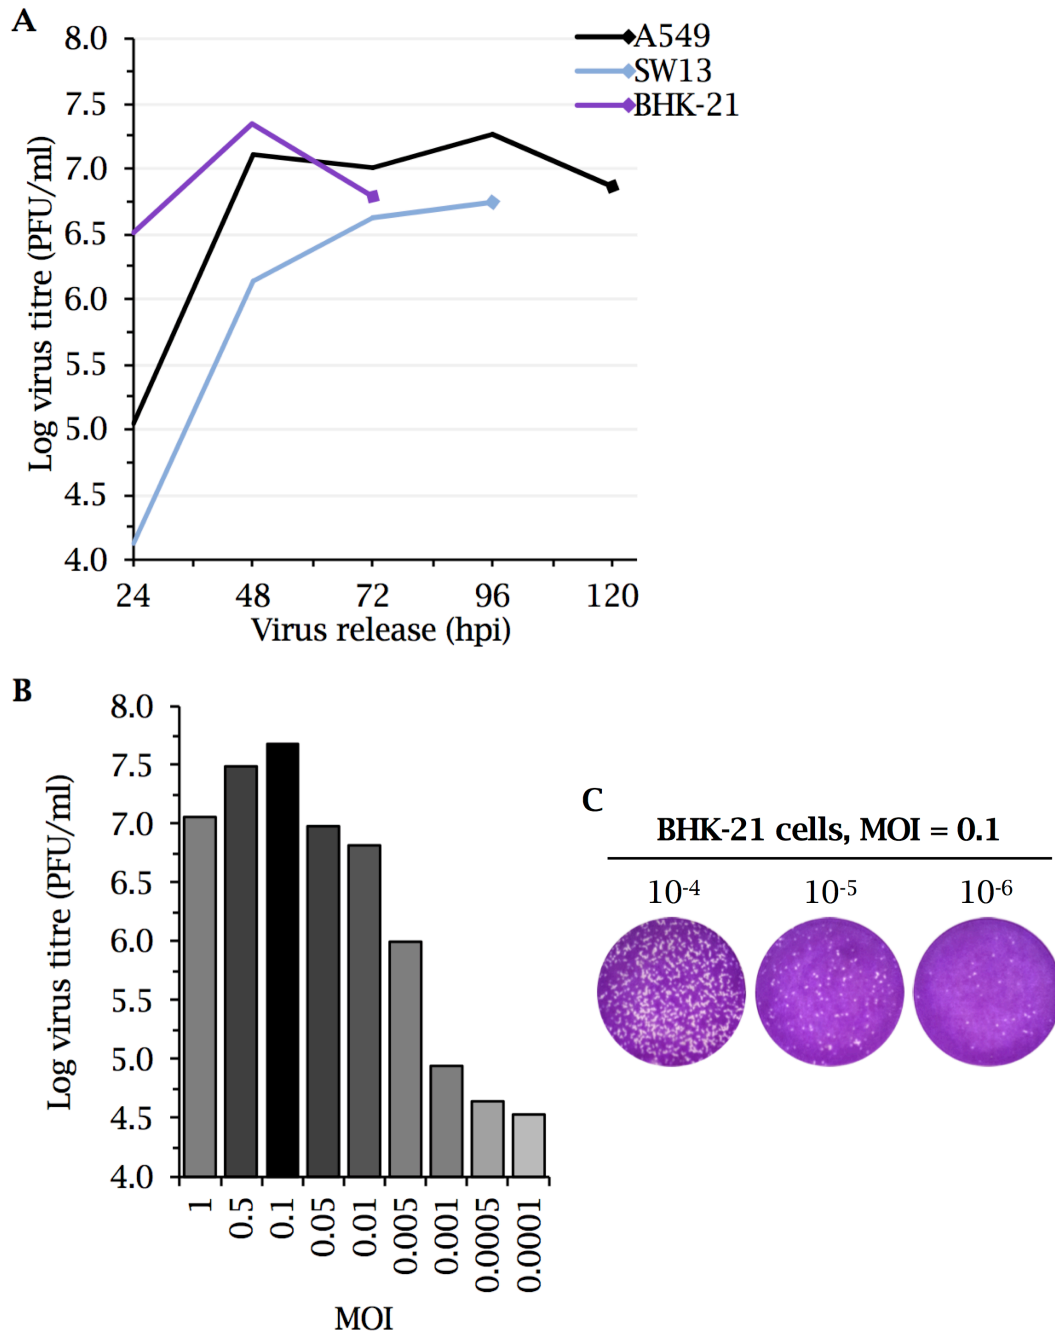 A
8.0
7.5
7.0
6.5
6.0
5.5
5.0
4.5
4.0
Log virus titre (PFU/ml)
24 48 72 96 120
Virus release (hpi)
A549
SW13
BHK-21
B
8.0
7.5
7.0
6.5
6.0
5.5
5.0
4.5
4.0
Log virus titre (PFU/ml)
1 0.5 0.1 0.05 0.01 0.005 0.001 0.0005 0.0001
MOI
C
BHK-21 cells, MOI = 0.1
10⁻⁴ 10⁻⁵ 10⁻⁶